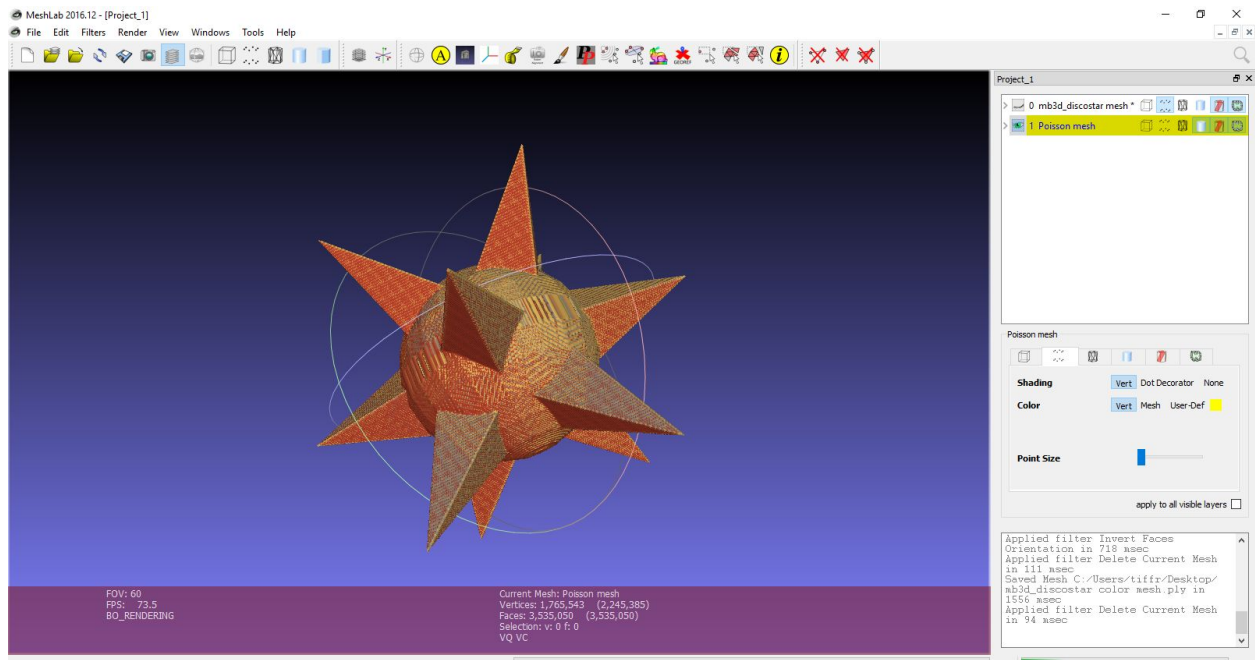 MeshLab 2016.12 - [Project_1]
File Edit Filters Render View Windows Tools Help
Project_1
0 mb3d_discostar mesh *
1 Poisson mesh
Poisson mesh
Shading Vert Dot Decorator None
Color Vert Mesh User-Def
Point Size
apply to all visible layers
Applied filter Invert Faces
Orientation in 718 msec
Applied filter Delete Current Mesh
in 111 msec
Saved Mesh C:/Users/tiffr/Desktop/
mb3d_discostar color mesh.ply in
1556 msec
Applied filter Delete Current Mesh
in 94 msec
FOV: 60
FPS: 73.5
BO_RENDERING
Current Mesh: Poisson mesh
Vertices: 1,765,543 (2,245,385)
Faces: 3,535,050 (3,535,050)
Selection: v: 0 f: 0
VQ VC